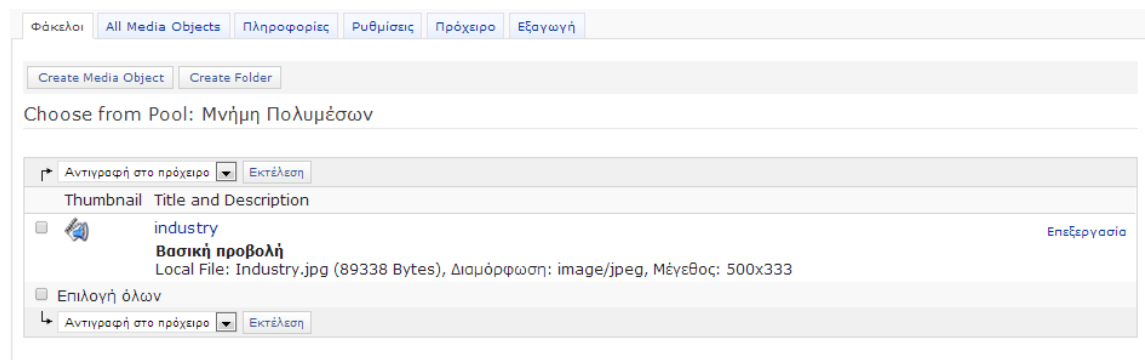 Φάκελοι All Media Objects Πληροφορίες Ρυθμίσεις Πρόχειρο Εξαγωγή
Create Media Object Create Folder
Choose from Pool: Μνήμη Πολυμέσων
Αντιγραφή στο πρόχειρο Εκτέλεση
Thumbnail Title and Description
industry Επεξεργασία
Βασική προβολή
Local File: Industry.jpg (89338 Bytes), Διαμόρφωση: image/jpeg, Μέγεθος: 500x333
Επιλογή όλων
Αντιγραφή στο πρόχειρο Εκτέλεση